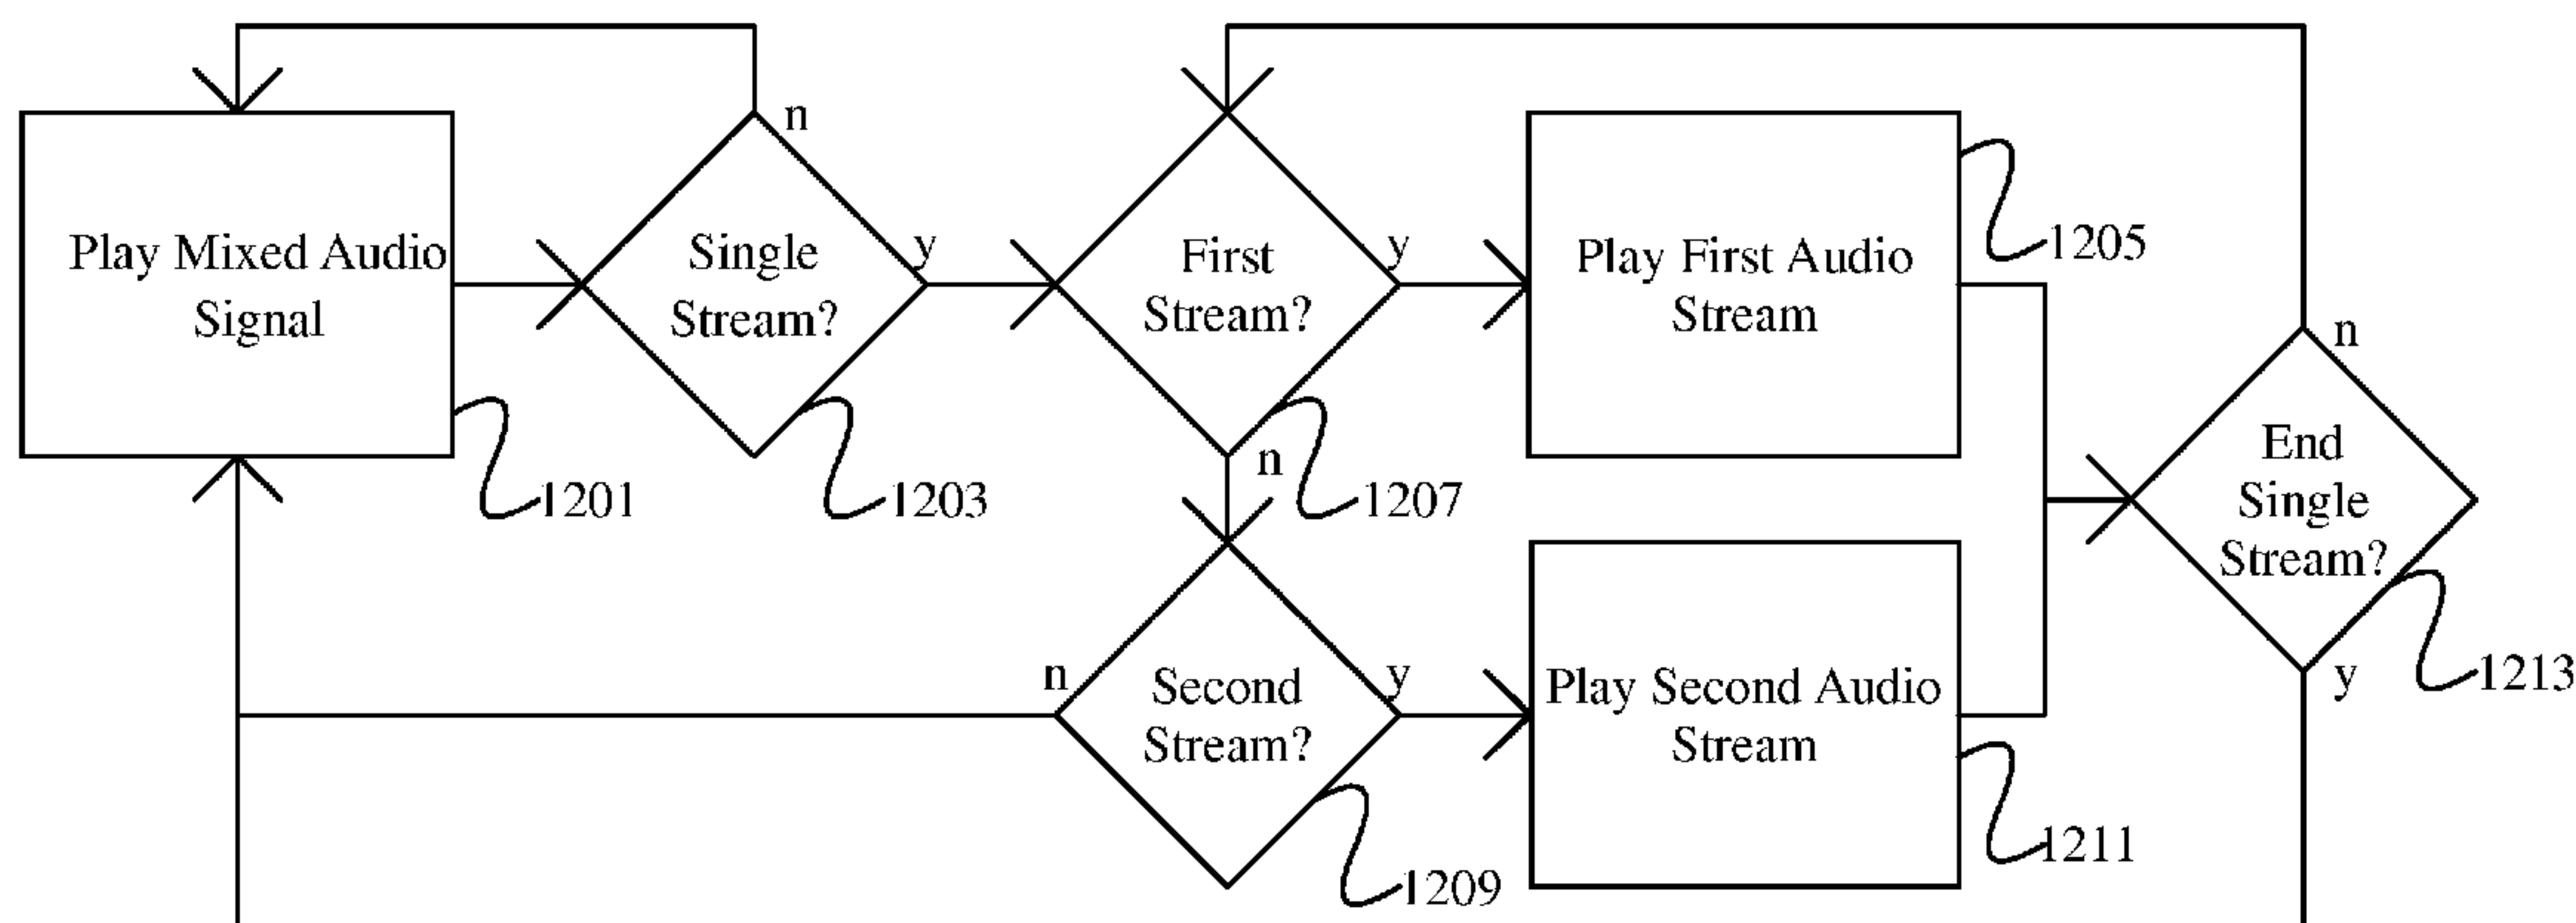 Play Mixed Audio
Signal
1201
n
Single
Stream?
y
1203
First
Stream?
y
n
1207
Play First Audio
Stream
1205
Second
Stream?
n
y
1209
Play Second Audio
Stream
1211
End
Single
Stream?
n
y
1213